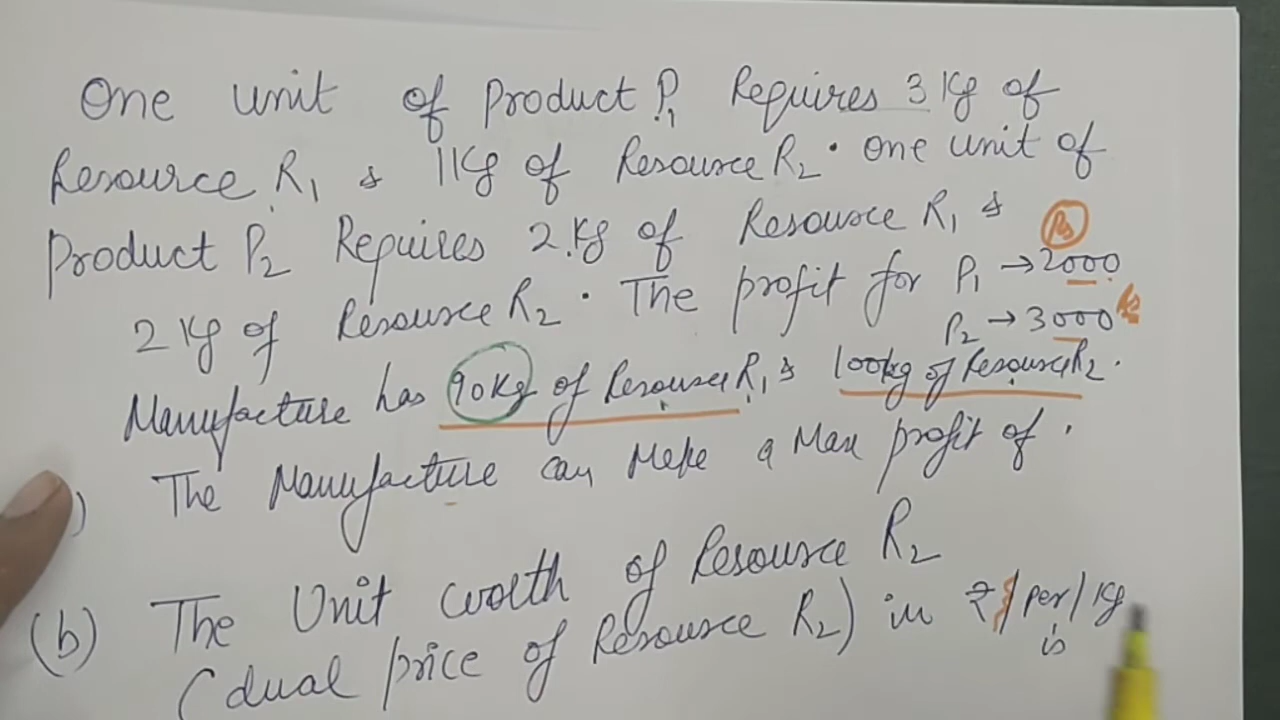 One unit of product P₁ Requires 3 Kg of
Resource R₁ & 1Kg of Resource R₂. One unit of
product P₂ Requires 2.Kg of Resource R₁ &
Rs
2 Kg of Resource R₂. The profit for P₁ → 2000
P₂ → 3000 Rs
Manufacture has 90Kg of Resource R₁ & 100kg of Resource R₂.
) The Manufacture can Make a Max profit of.
(b) The Unit worth of Resource R₂
(dual price of Resource R₂) in ₹/per/Kg
is